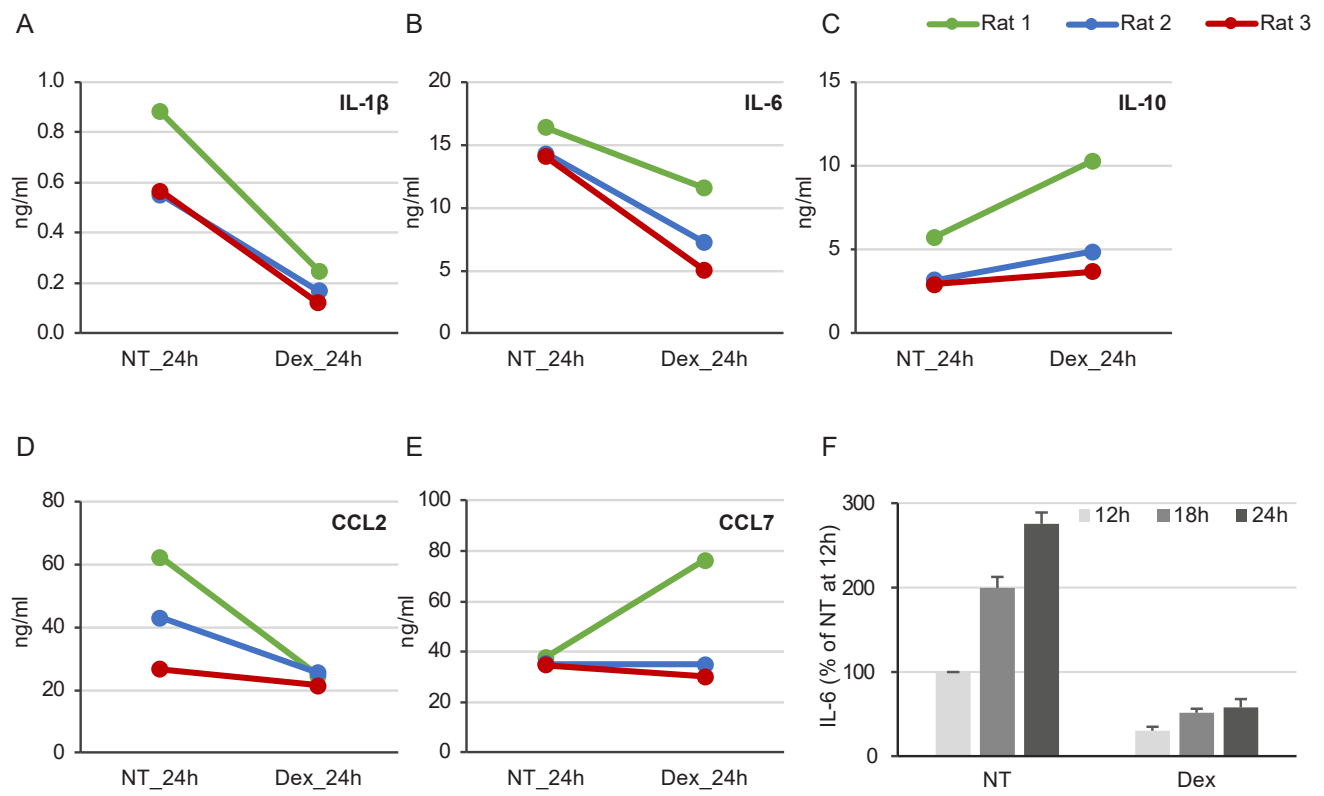 A
B
C
Rat 1
Rat 2
Rat 3
1.0
0.8
0.6
0.4
0.2
0.0
ng/ml
IL-1β
NT_24h
Dex_24h
20
15
10
5
0
ng/ml
IL-6
NT_24h
Dex_24h
15
10
5
0
ng/ml
IL-10
NT_24h
Dex_24h
D
E
F
80
60
40
20
0
ng/ml
CCL2
NT_24h
Dex_24h
100
80
60
40
20
0
ng/ml
CCL7
NT_24h
Dex_24h
300
200
100
0
IL-6 (% of NT at 12h)
12h
18h
24h
NT
Dex